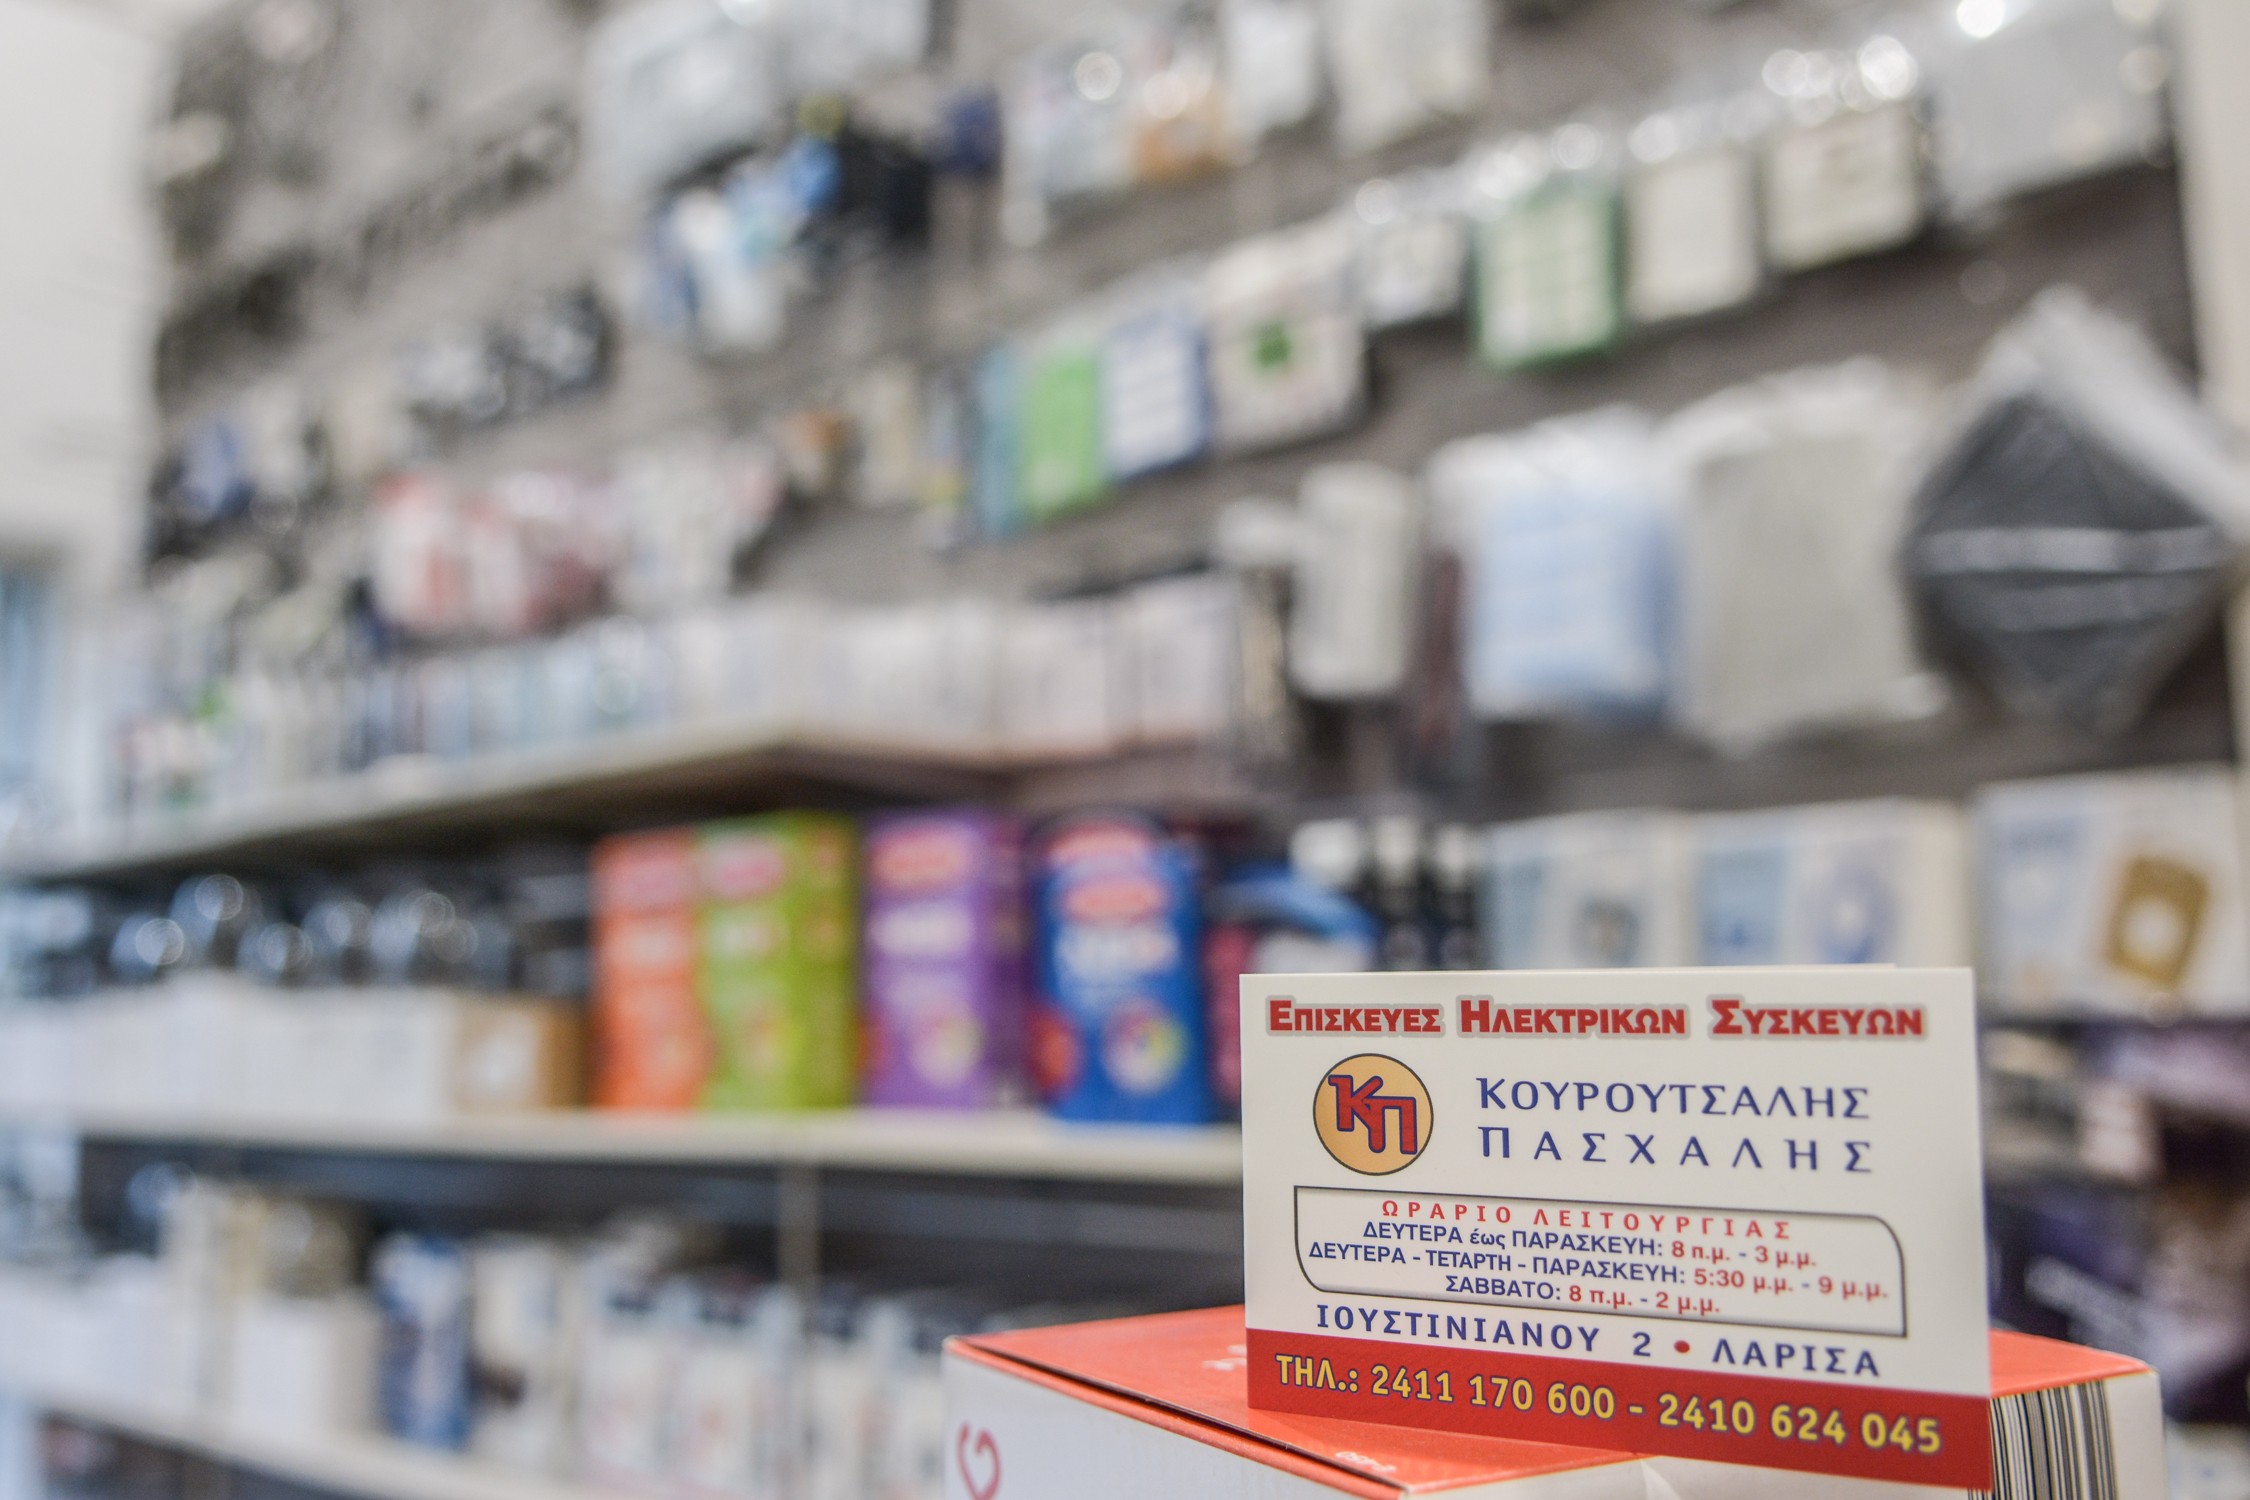 ΕΠΙΣΚΕΥΕΣ ΗΛΕΚΤΡΙΚΩΝ ΣΥΣΚΕΥΩΝ
ΚΠ
ΚΟΥΡΟΥΤΣΑΛΗΣ
ΠΑΣΧΑΛΗΣ
ΩΡΑΡΙΟ ΛΕΙΤΟΥΡΓΙΑΣ
ΔΕΥΤΕΡΑ έως ΠΑΡΑΣΚΕΥΗ: 8 π.μ. - 3 μ.μ.
ΔΕΥΤΕΡΑ - ΤΕΤΑΡΤΗ - ΠΑΡΑΣΚΕΥΗ: 5:30 μ.μ. - 9 μ.μ.
ΣΑΒΒΑΤΟ: 8 π.μ. - 2 μ.μ.
ΙΟΥΣΤΙΝΙΑΝΟΥ 2 • ΛΑΡΙΣΑ
ΤΗΛ.: 2411 170 600 - 2410 624 045